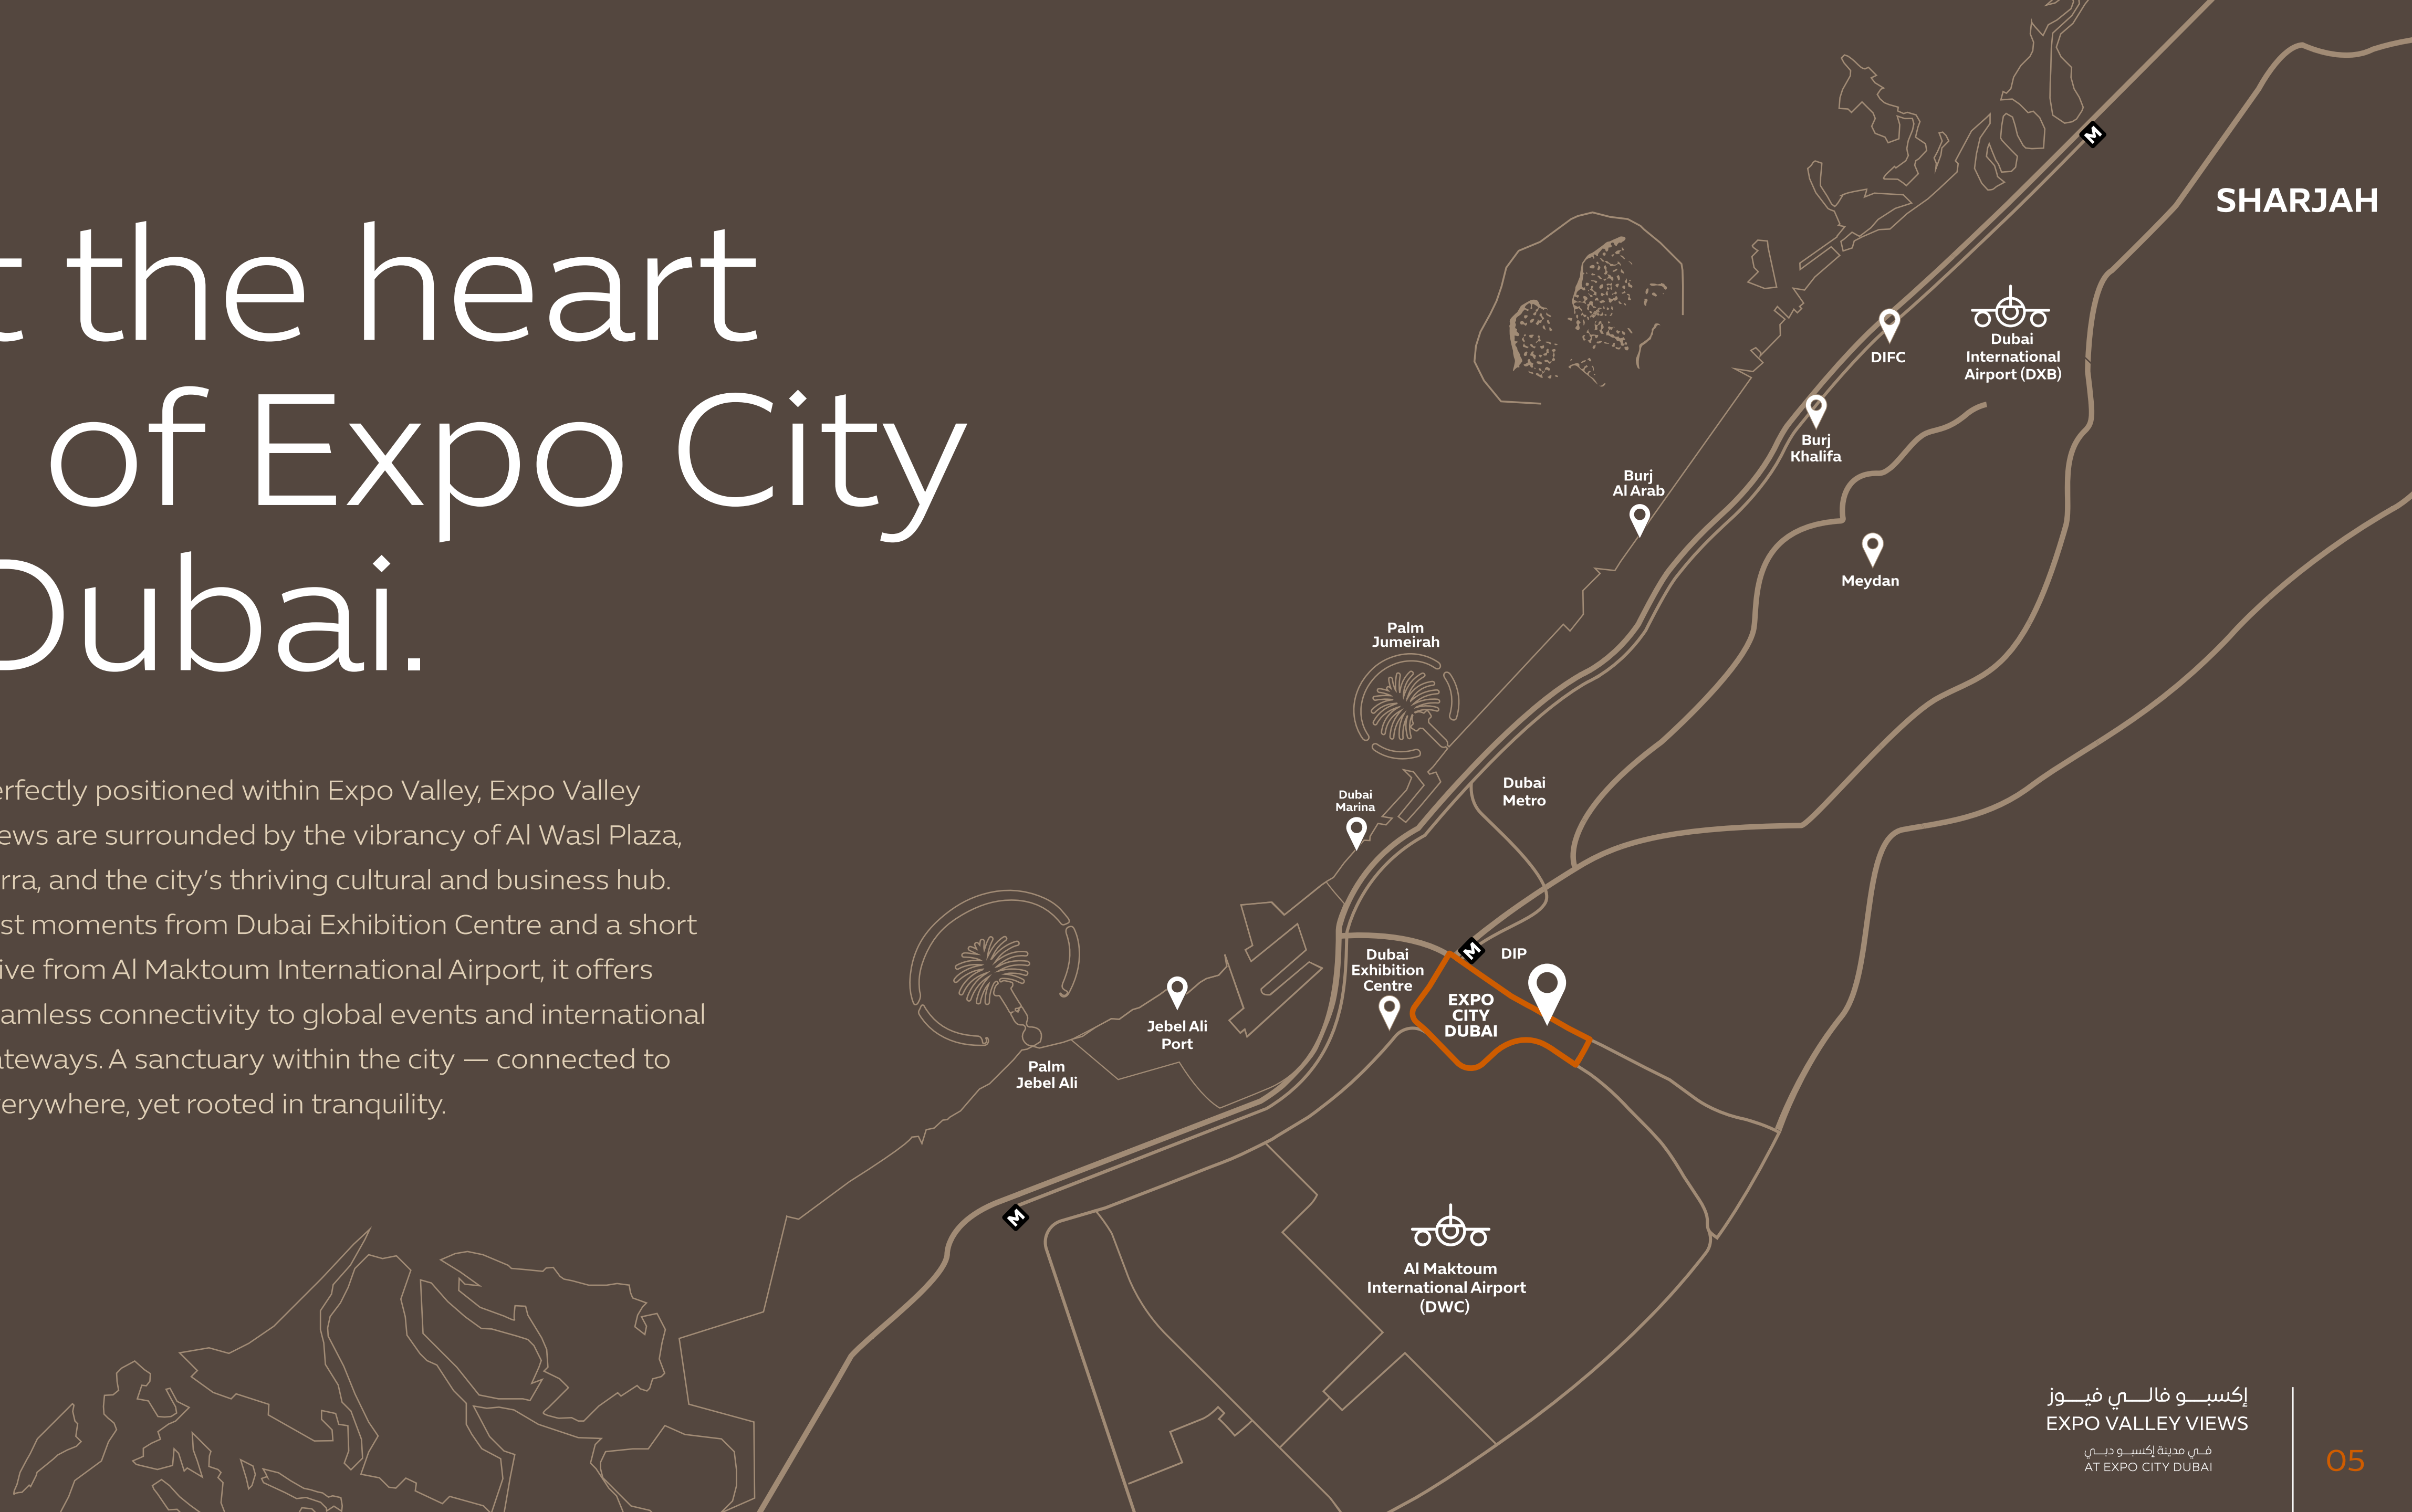 t the heart
of Expo City
Dubai.
erfectly positioned within Expo Valley, Expo Valley
ews are surrounded by the vibrancy of Al Wasl Plaza,
rra, and the city's thriving cultural and business hub.
st moments from Dubai Exhibition Centre and a short
ive from Al Maktoum International Airport, it offers
amless connectivity to global events and international
ateways. A sanctuary within the city — connected to
erywhere, yet rooted in tranquility.
M
SHARJAH
DIFC
Dubai
International
Airport (DXB)
Burj
Khalifa
Burj
Al Arab
Meydan
Palm
Jumeirah
Dubai
Metro
Dubai
Marina
M
DIP
Dubai
Exhibition
Centre
EXPO
CITY
DUBAI
Jebel Ali
Port
Palm
Jebel Ali
M
Al Maktoum
International Airport
(DWC)
إكسبو فالي فيوز
EXPO VALLEY VIEWS
في مدينة إكسبو دبي
AT EXPO CITY DUBAI
05